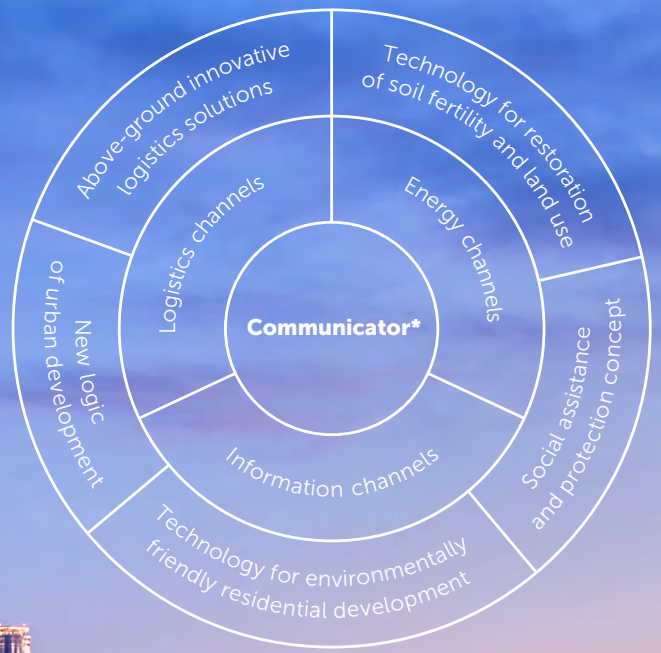 Above-ground innovative
logistics solutions
Technology for restoration
of soil fertility and land use
Logistics channels
Energy channels
Communicator*
New logic
of urban development
Social assistance
and protection concept
Information channels
Technology for environmentally
friendly residential development